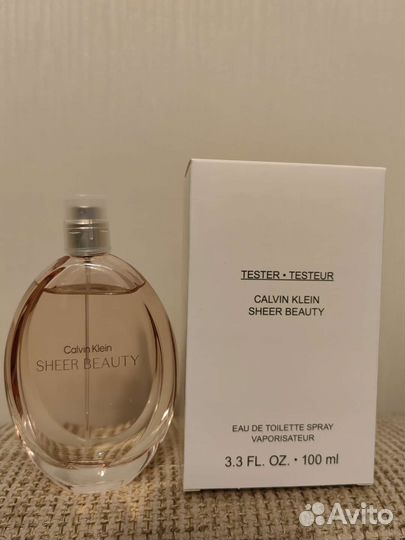 Calvin Klein
SHEER BEAUTY
TESTER • TESTEUR
CALVIN KLEIN
SHEER BEAUTY
EAU DE TOILETTE SPRAY
VAPORISATEUR
3.3 FL. OZ. • 100 ml
Avito